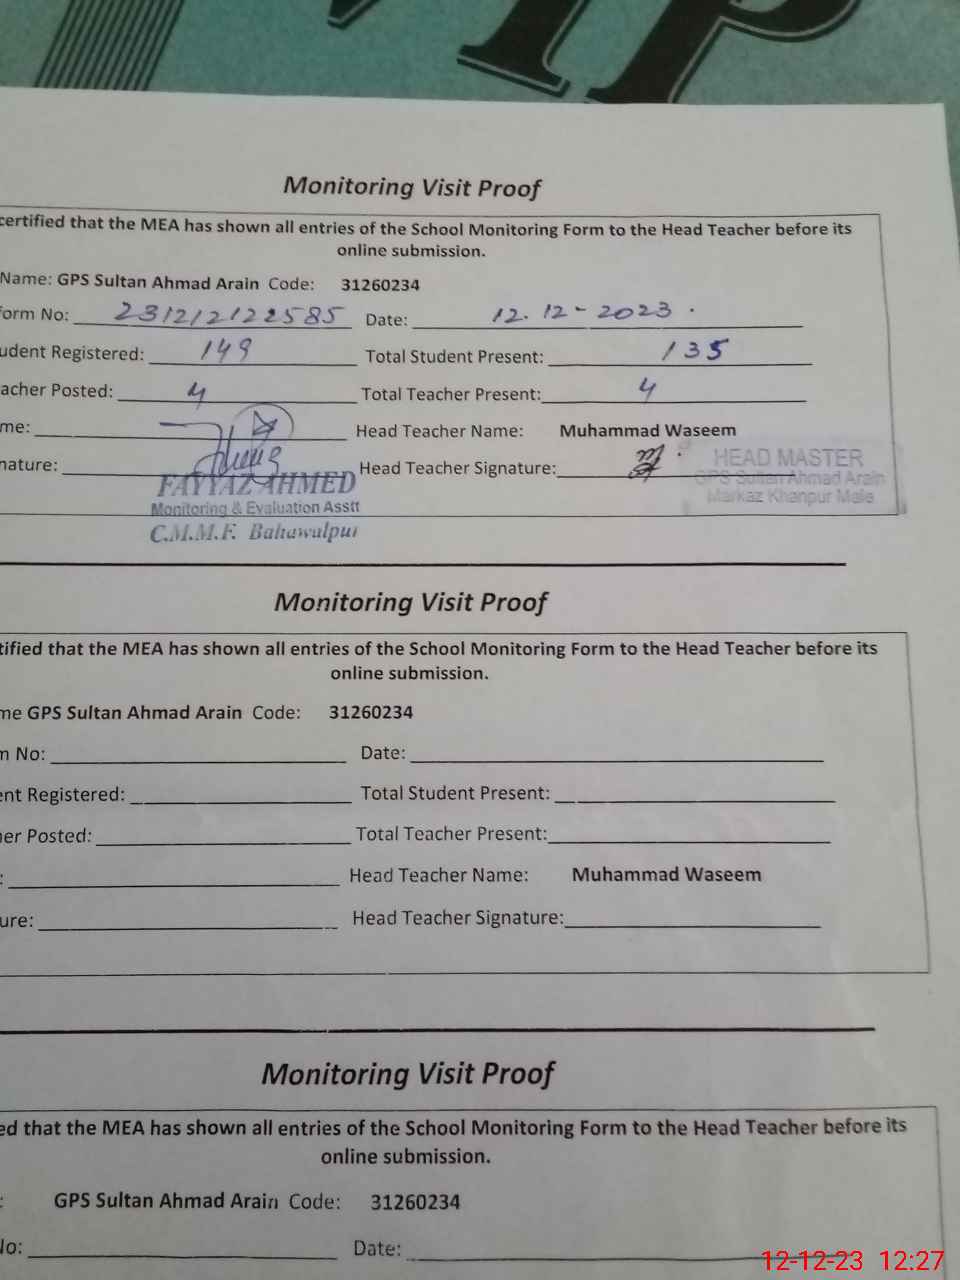 VIP
Monitoring Visit Proof
certified that the MEA has shown all entries of the School Monitoring Form to the Head Teacher before its
online submission.
Name: GPS Sultan Ahmad Arain Code: 31260234
orm No: 231212122585 Date: 12.12-2023.
udent Registered: 149 Total Student Present: 135
acher Posted: 4 Total Teacher Present: 4
me: Head Teacher Name: Muhammad Waseem
nature: Head Teacher Signature:
HEAD MASTER
GPS Sultan Ahmad Arain
Markaz Khanpur Male
FAYYAZ AHMED
Monitoring & Evaluation Asstt
C.M.M.F. Bahawalpur
Monitoring Visit Proof
tified that the MEA has shown all entries of the School Monitoring Form to the Head Teacher before its
online submission.
me GPS Sultan Ahmad Arain Code: 31260234
m No: Date:
ent Registered: Total Student Present:
her Posted: Total Teacher Present:
: Head Teacher Name: Muhammad Waseem
ure: Head Teacher Signature:
Monitoring Visit Proof
ed that the MEA has shown all entries of the School Monitoring Form to the Head Teacher before its
online submission.
: GPS Sultan Ahmad Arain Code: 31260234
No: Date:
12-12-23 12:27